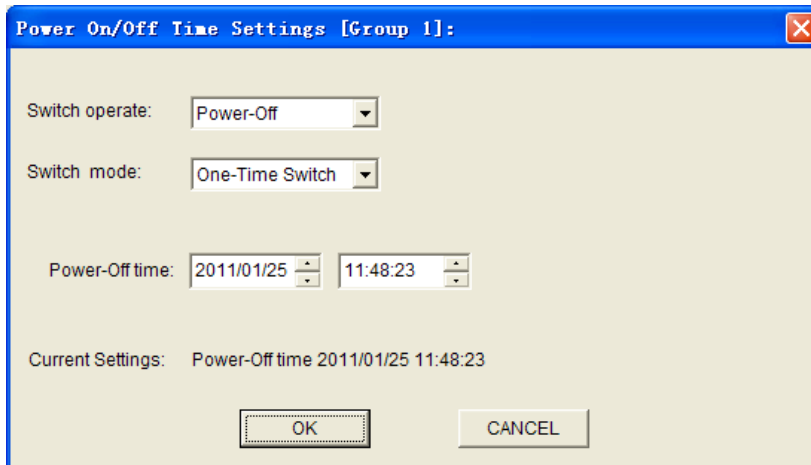 Power On/Off Time Settings [Group 1]:
Switch operate: Power-Off
Switch mode: One-Time Switch
Power-Off time: 2011/01/25 11:48:23
Current Settings: Power-Off time 2011/01/25 11:48:23
OK CANCEL